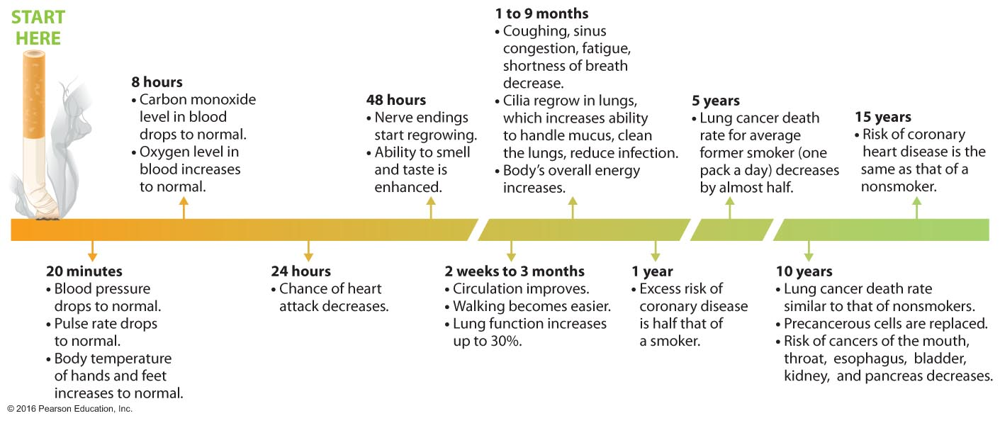 START
HERE
8 hours
• Carbon monoxide
level in blood
drops to normal.
• Oxygen level in
blood increases
to normal.
48 hours
• Nerve endings
start regrowing.
• Ability to smell
and taste is
enhanced.
1 to 9 months
• Coughing, sinus
congestion, fatigue,
shortness of breath
decrease.
• Cilia regrow in lungs,
which increases ability
to handle mucus, clean
the lungs, reduce infection.
• Body’s overall energy
increases.
5 years
• Lung cancer death
rate for average
former smoker (one
pack a day) decreases
by almost half.
15 years
• Risk of coronary
heart disease is the
same as that of a
nonsmoker.
20 minutes
• Blood pressure
drops to normal.
• Pulse rate drops
to normal.
• Body temperature
of hands and feet
increases to normal.
24 hours
• Chance of heart
attack decreases.
2 weeks to 3 months
• Circulation improves.
• Walking becomes easier.
• Lung function increases
up to 30%.
1 year
• Excess risk of
coronary disease
is half that of
a smoker.
10 years
• Lung cancer death rate
similar to that of nonsmokers.
• Precancerous cells are replaced.
• Risk of cancers of the mouth,
throat, esophagus, bladder,
kidney, and pancreas decreases.
© 2016 Pearson Education, Inc.